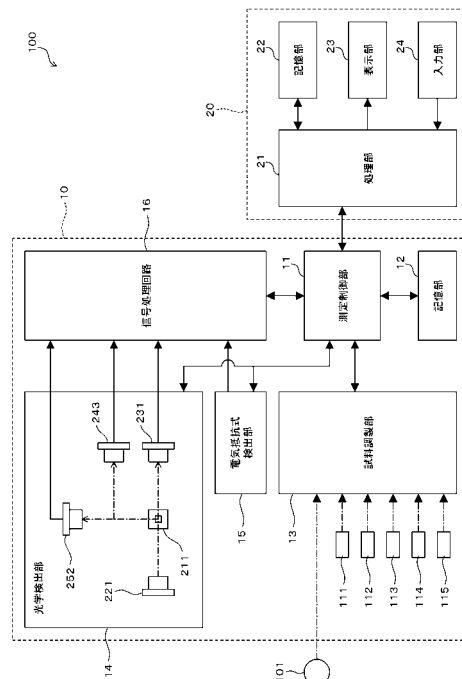 100
10
20
光学検出部
14
252
243
231
211
221
信号処理回路
16
電気抵抗式
検出部
15
測定制御部
11
記憶部
12
試料調製部
13
処理部
21
記憶部
22
表示部
23
入力部
24
101
111
112
113
114
115